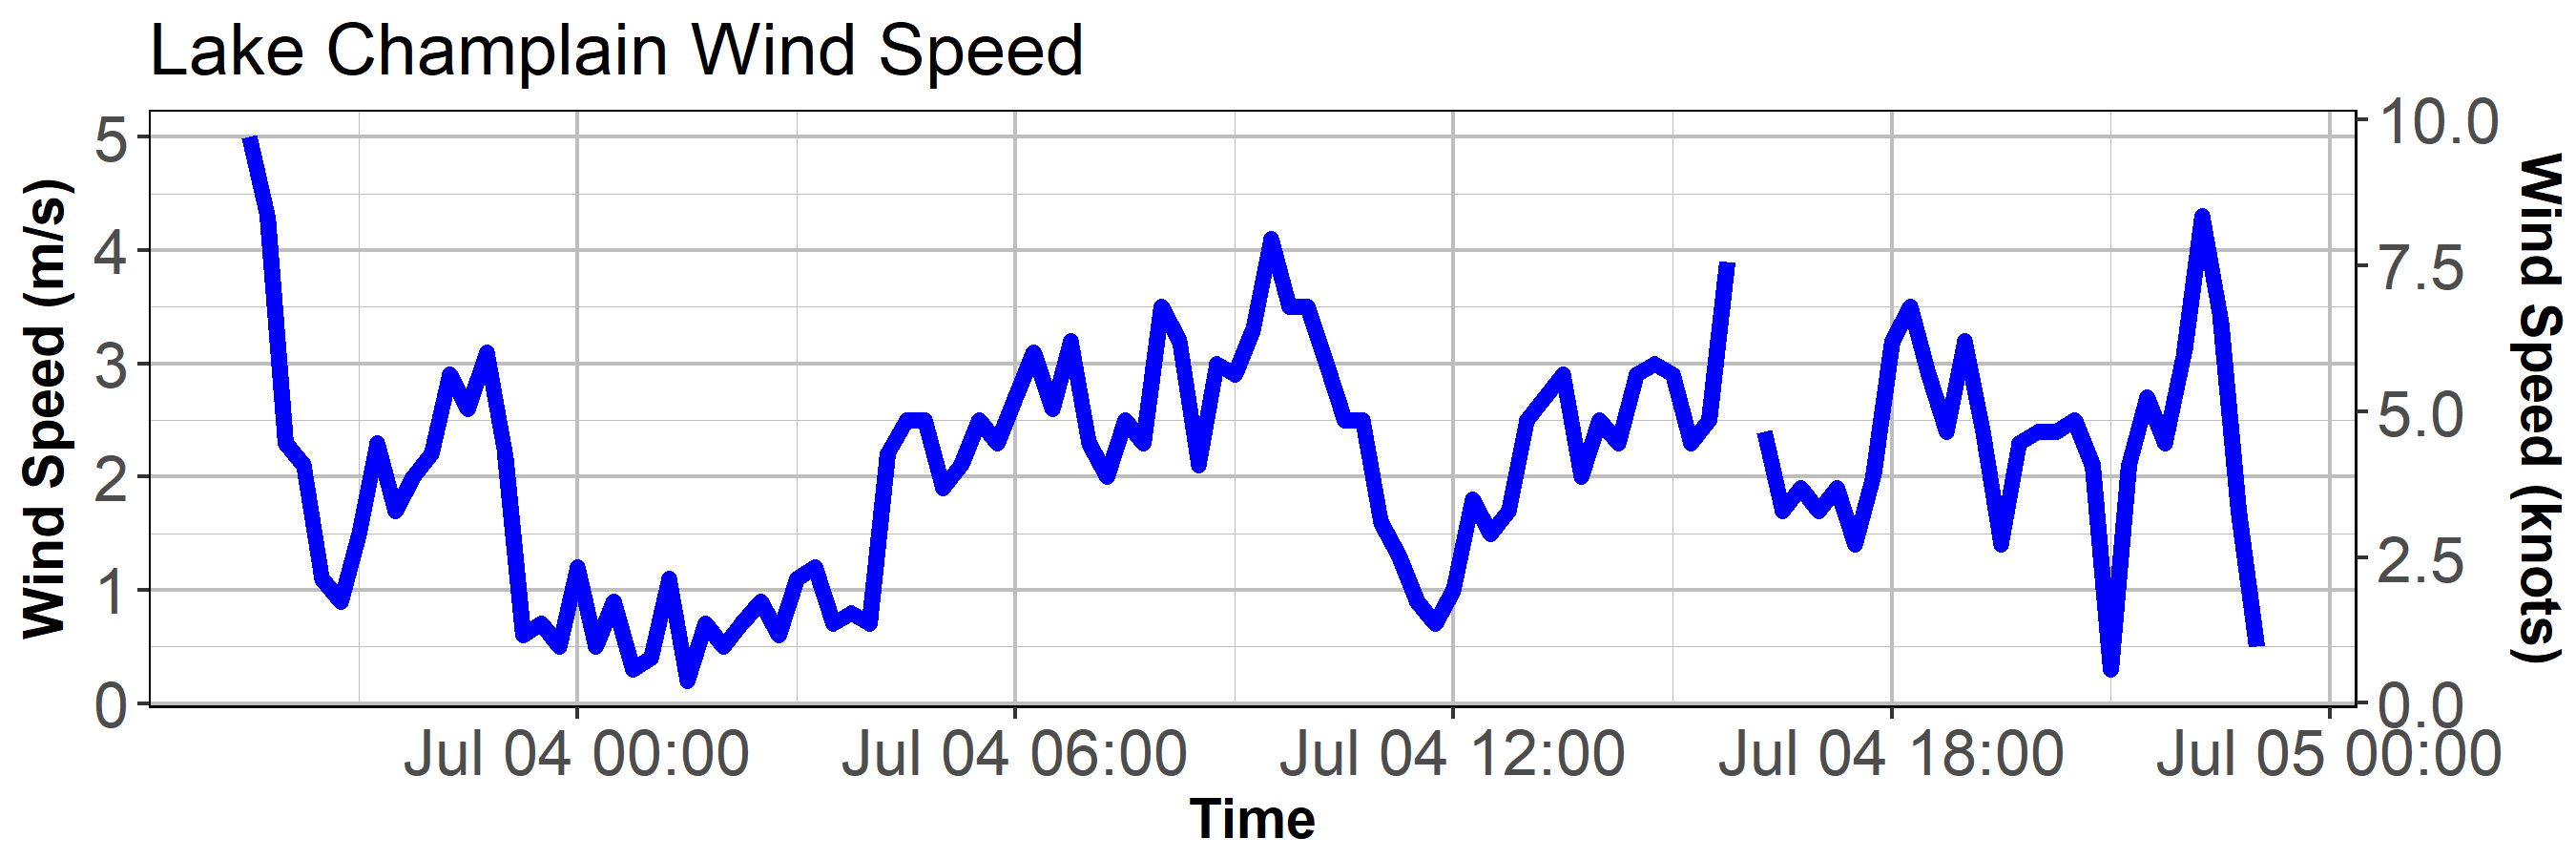 Lake Champlain Wind Speed
Wind Speed (m/s)
5
4
3
2
1
0
10.0
7.5
5.0
2.5
0.0
Wind Speed (knots)
Jul 04 00:00
Jul 04 06:00
Jul 04 12:00
Jul 04 18:00
Jul 05 00:00
Time